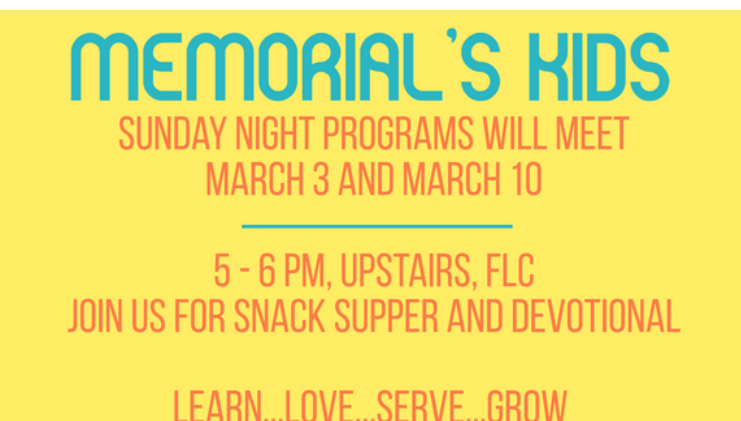 MEMORIAL'S KIDS
SUNDAY NIGHT PROGRAMS WILL MEET
MARCH 3 AND MARCH 10
5 - 6 PM, UPSTAIRS, FLC
JOIN US FOR SNACK SUPPER AND DEVOTIONAL
LEARN...LOVE...SERVE...GROW